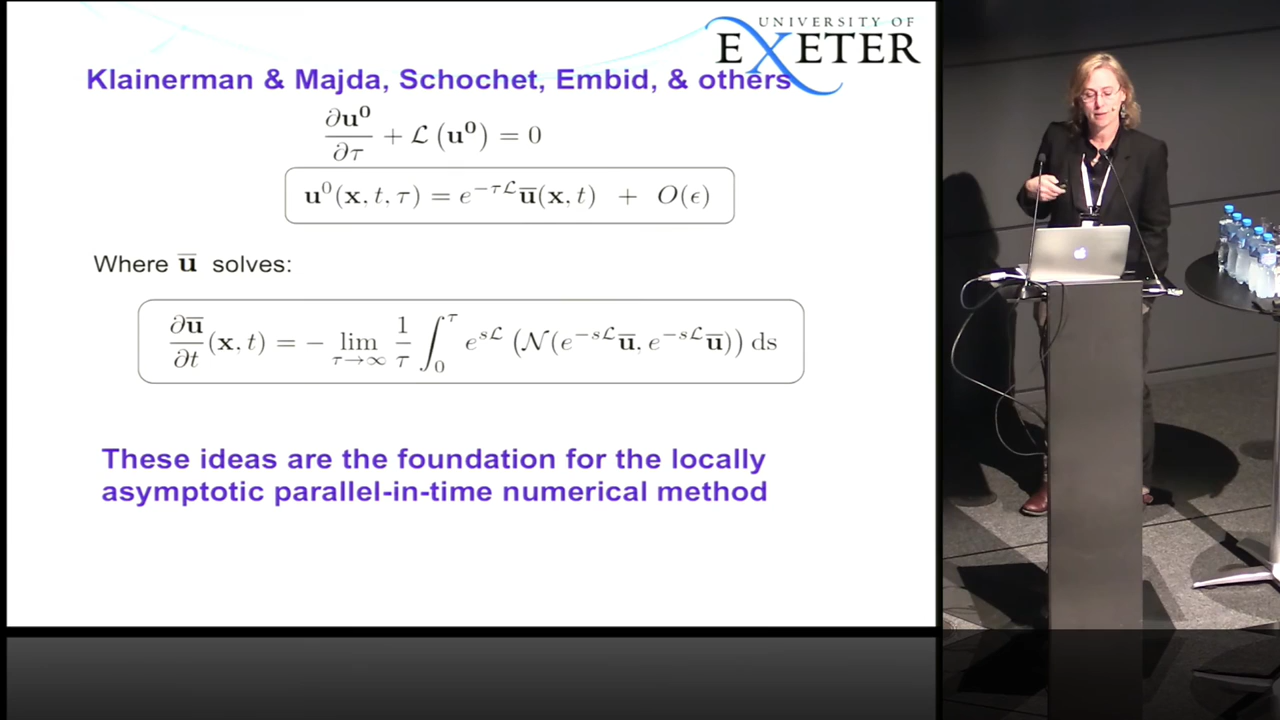 UNIVERSITY OF
EXETER
Klainerman & Majda, Schochet, Embid, & others
∂u⁰/∂τ + ℒ (u⁰) = 0
u⁰(x, t, τ) = e^{−τℒ} ū(x, t) + O(ϵ)
Where ū solves:
∂ū/∂t (x, t) = − lim_{τ→∞} 1/τ ∫₀^τ e^{sℒ} (𝒩(e^{−sℒ}ū, e^{−sℒ}ū)) ds
These ideas are the foundation for the locally
asymptotic parallel-in-time numerical method